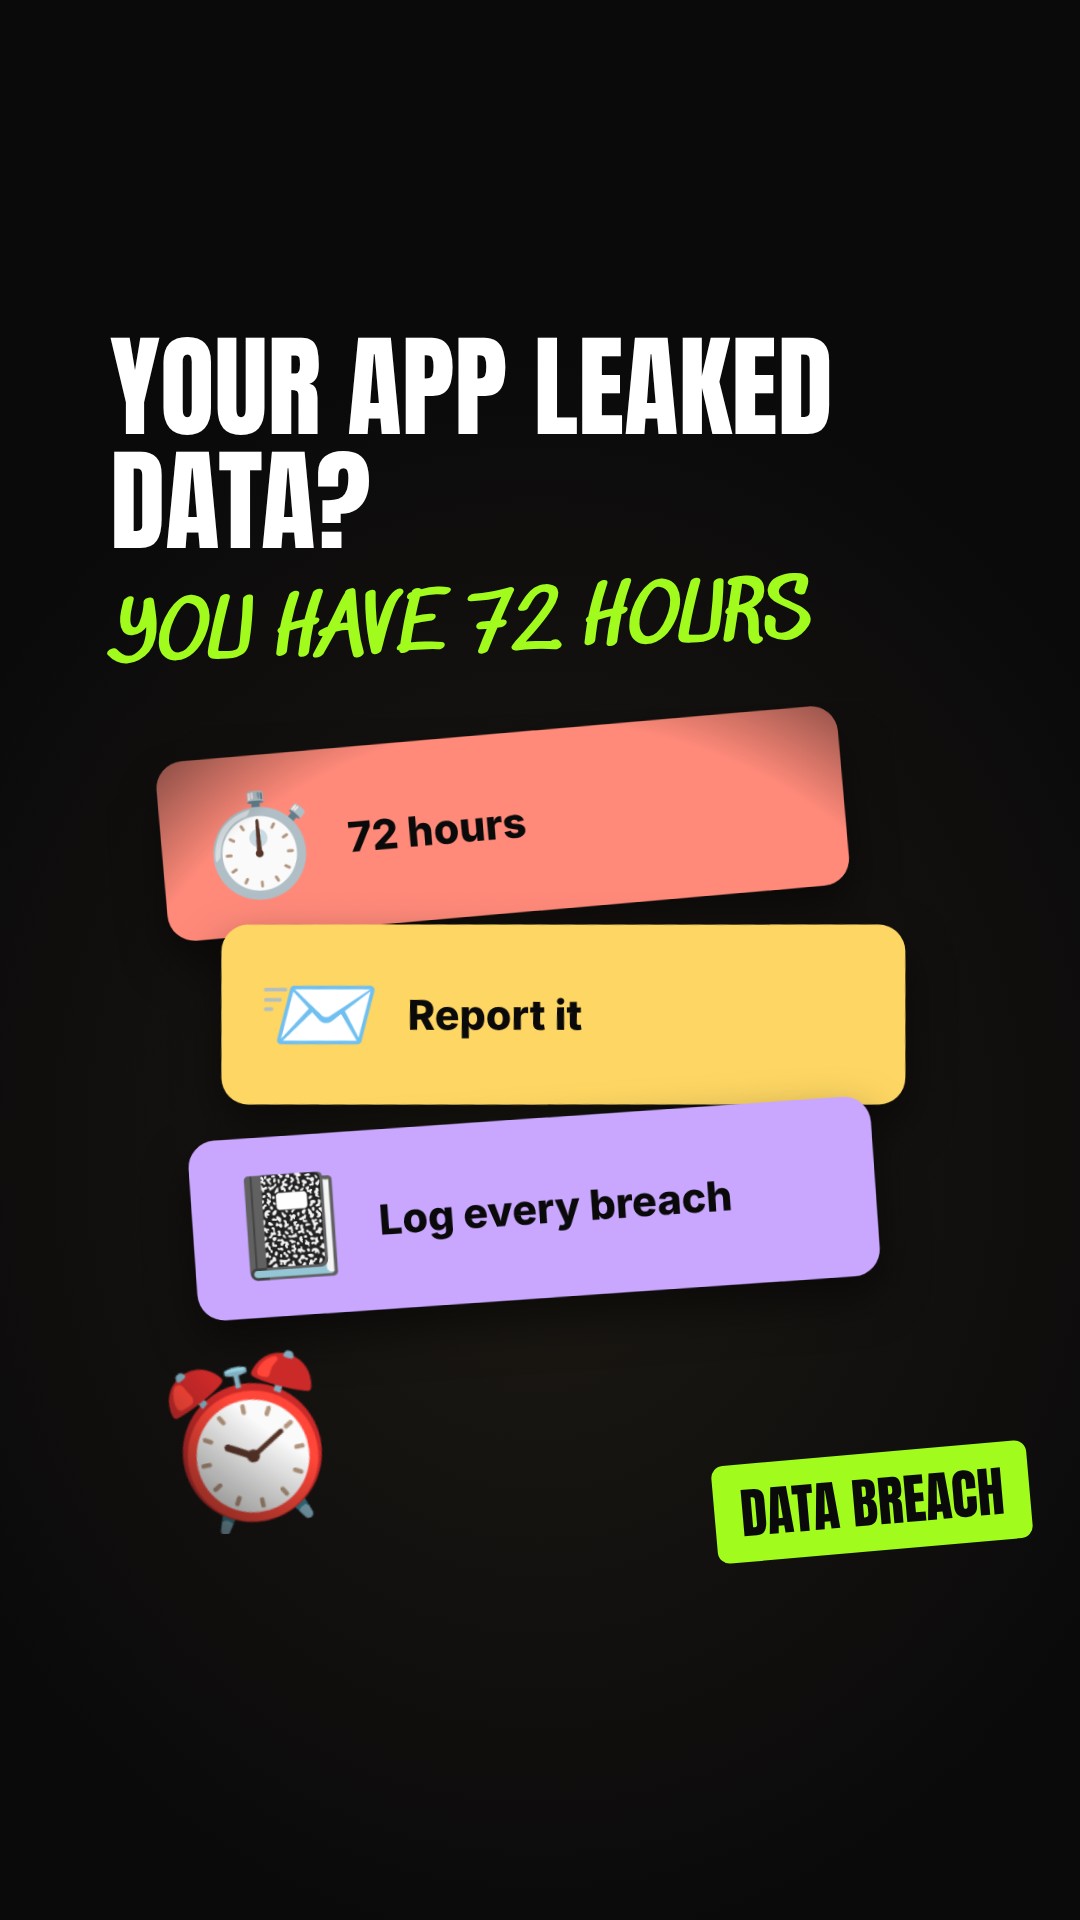 YOUR APP LEAKED
DATA?
YOU HAVE 72 HOURS
72 hours
Report it
Log every breach
DATA BREACH